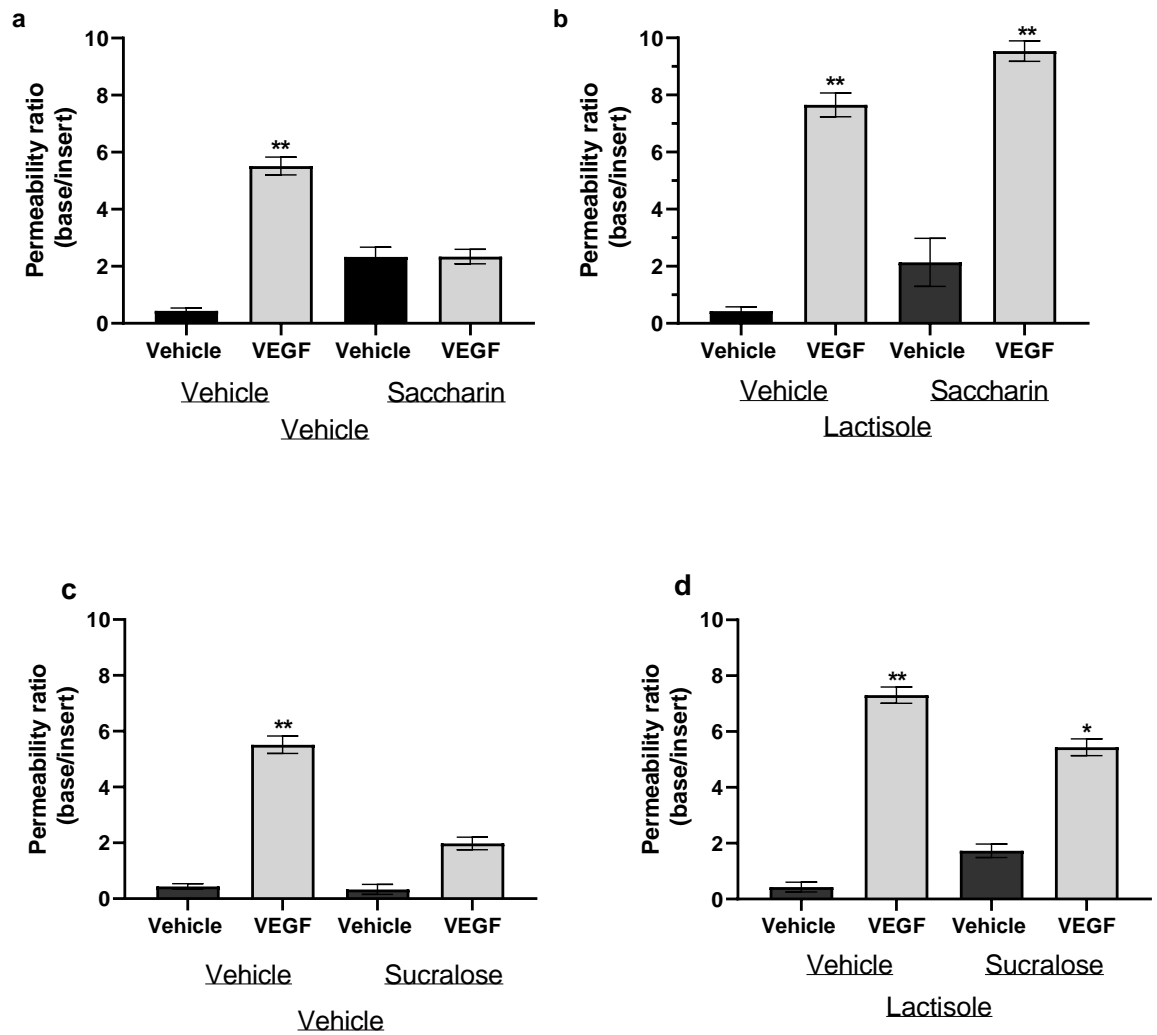 a
Permeability ratio
(base/insert)
10
8
6
4
2
0
**
Vehicle VEGF Vehicle VEGF
Vehicle Saccharin
Vehicle
b
Permeability ratio
(base/insert)
10
8
6
4
2
0
**
**
Vehicle VEGF Vehicle VEGF
Vehicle Saccharin
Lactisole
c
Permeability ratio
(base/insert)
10
8
6
4
2
0
**
Vehicle VEGF Vehicle VEGF
Vehicle Sucralose
Vehicle
d
Permeability ratio
(base/insert)
10
8
6
4
2
0
**
*
Vehicle VEGF Vehicle VEGF
Vehicle Sucralose
Lactisole